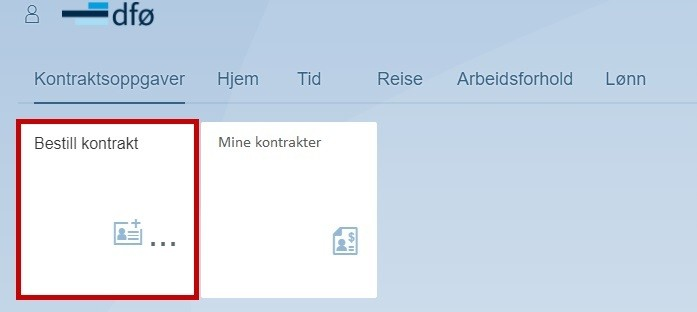 dfø
Kontraktsoppgaver Hjem Tid Reise Arbeidsforhold Lønn
Bestill kontrakt Mine kontrakter
...